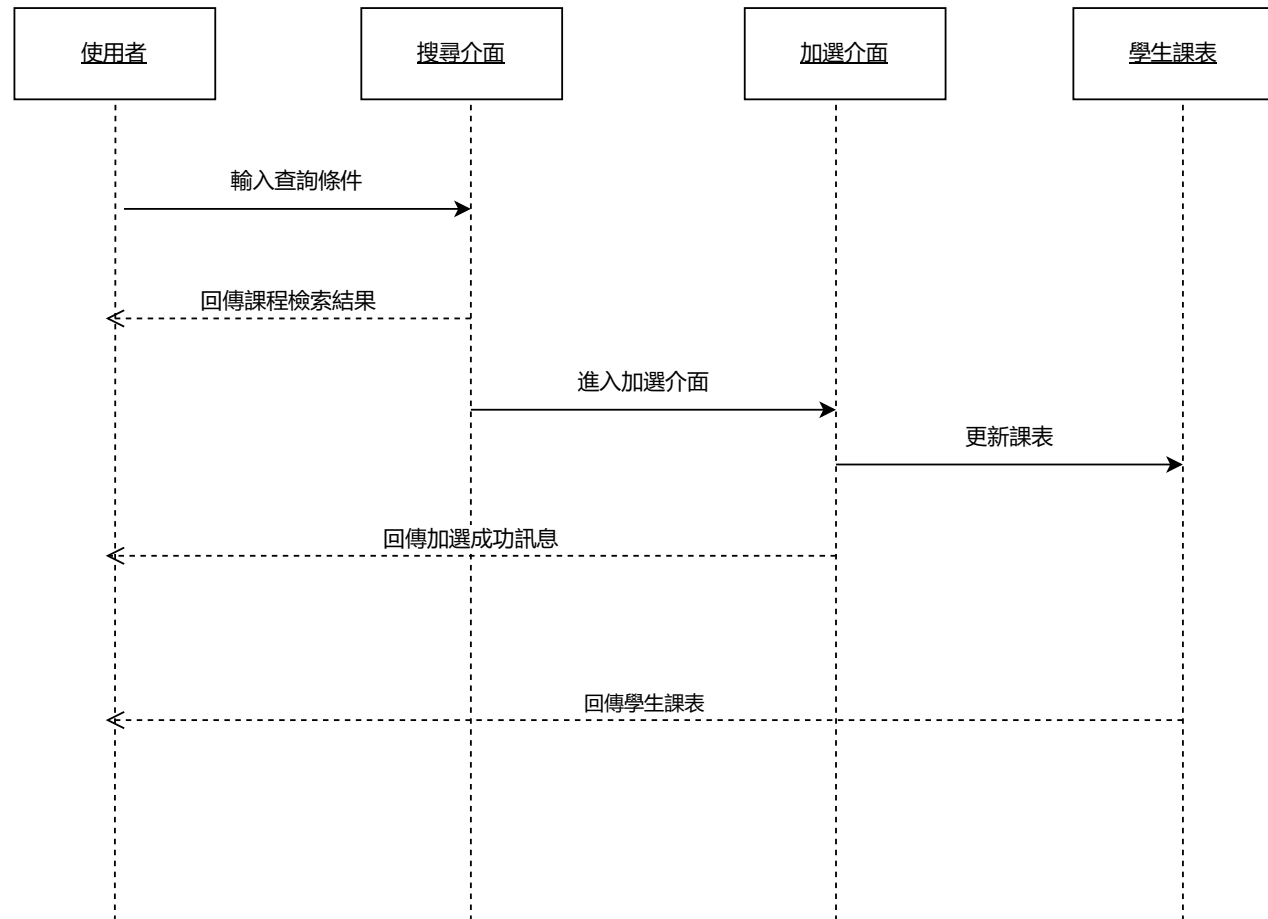 使用者
搜尋介面
加選介面
學生課表
輸入查詢條件
回傳課程檢索結果
進入加選介面
更新課表
回傳加選成功訊息
回傳學生課表